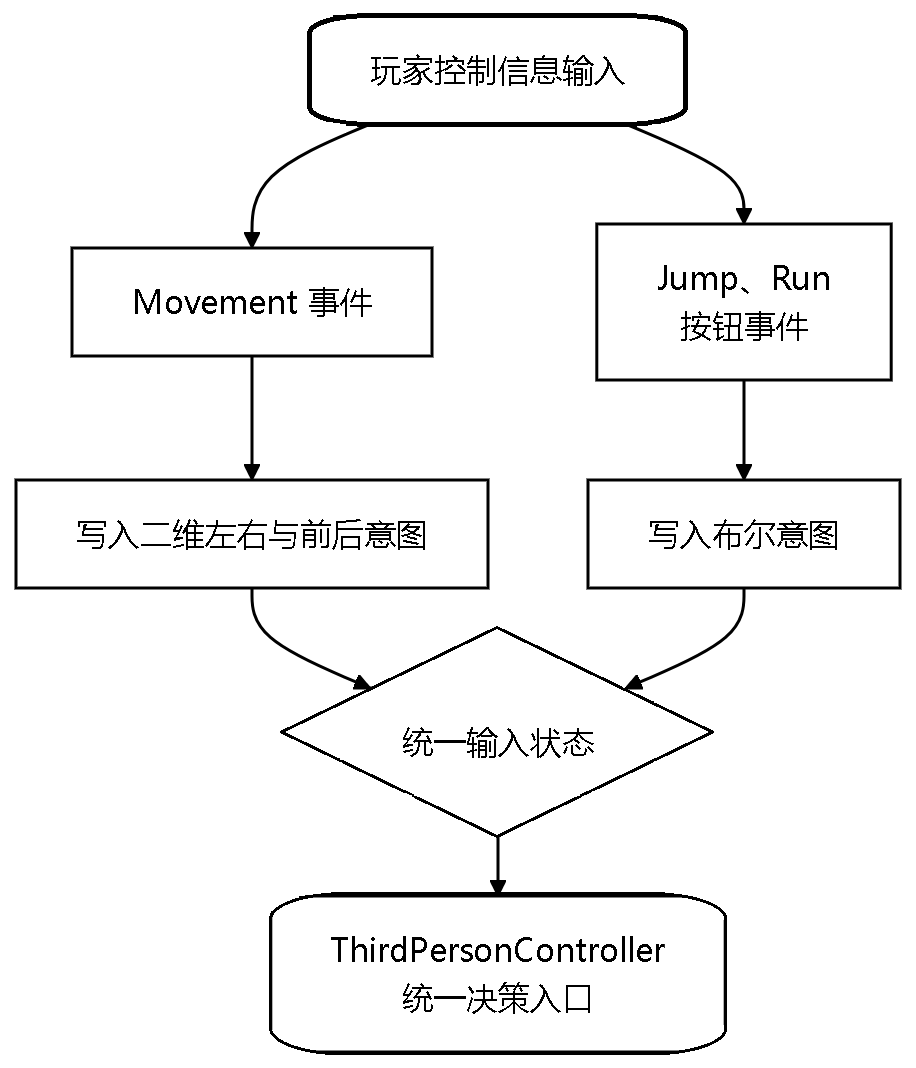 玩家控制信息输入
Movement 事件
Jump、Run
按钮事件
写入二维左右与前后意图
写入布尔意图
统一输入状态
ThirdPersonController
统一决策入口